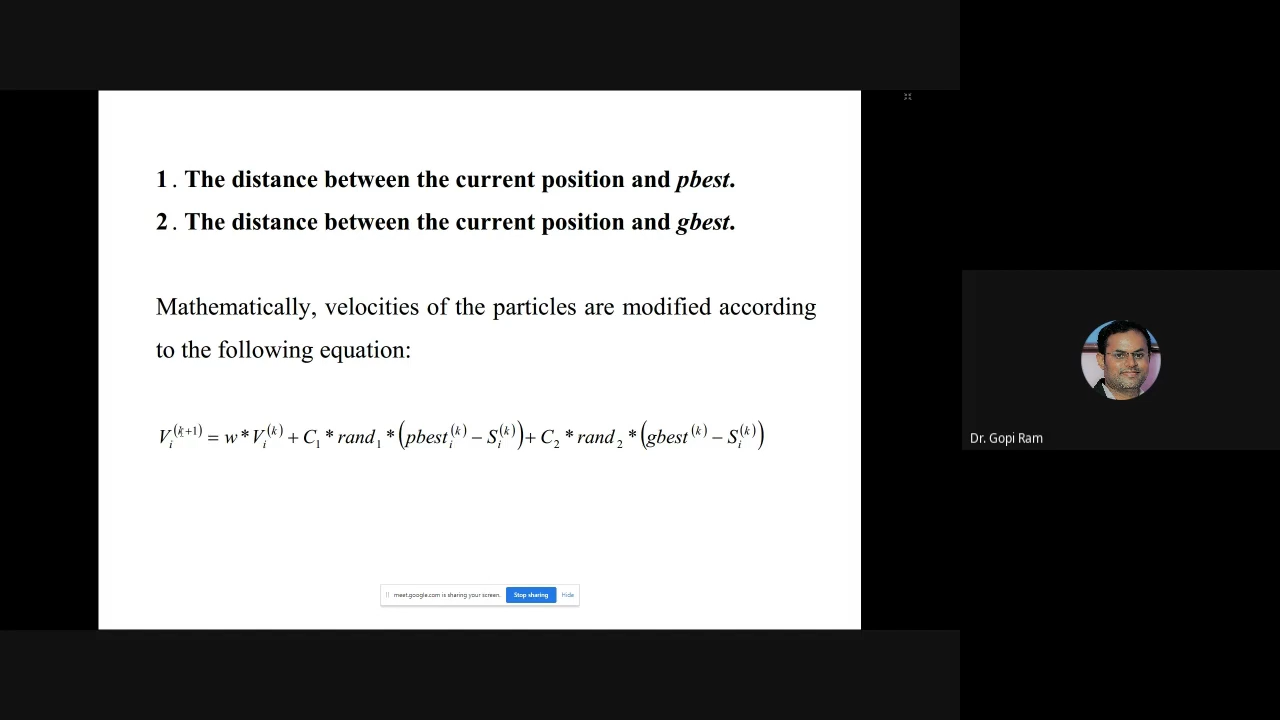 1. The distance between the current position and pbest.
2. The distance between the current position and gbest.
Mathematically, velocities of the particles are modified according
to the following equation:
V_i^(k+1) = w * V_i^(k) + C_1 * rand_1 * (pbest_i^(k) − S_i^(k)) + C_2 * rand_2 * (gbest^(k) − S_i^(k))
Dr. Gopi Ram
meet.google.com is sharing your screen. Stop sharing Hide